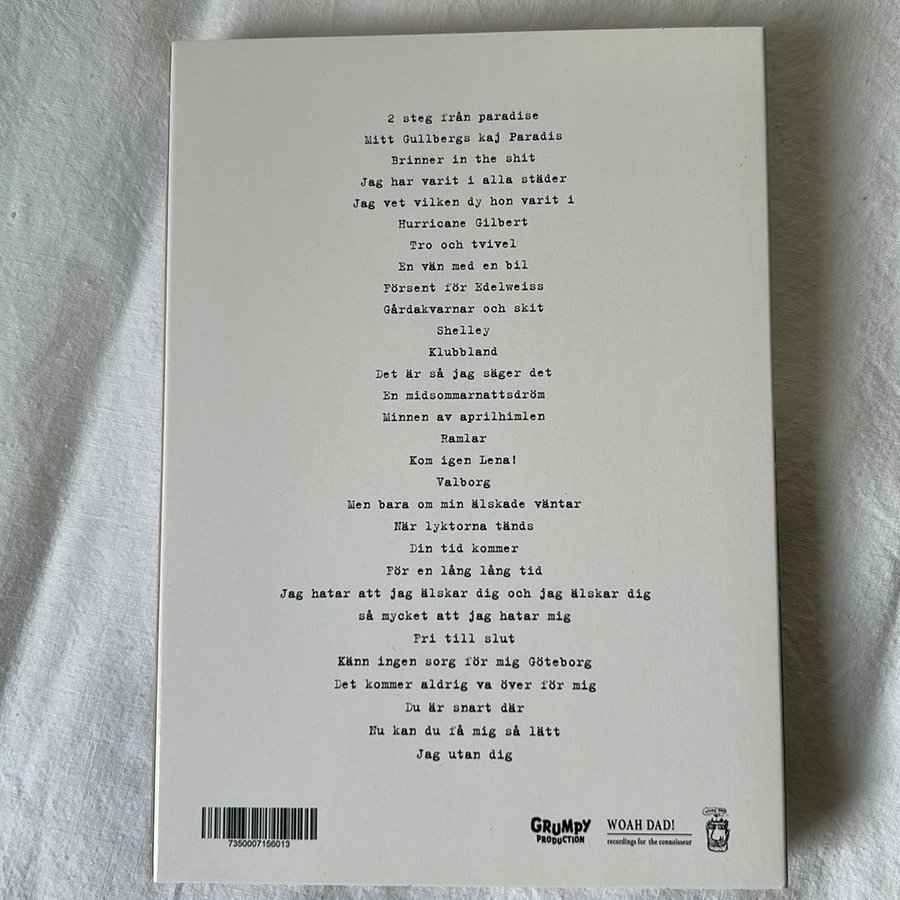 2 steg från paradise
Mitt Gullbergs kaj Paradis
Brinner in the shit
Jag har varit i alla städer
Jag vet vilken dy hon varit i
Hurricane Gilbert
Tro och tvivel
En vän med en bil
Försent för Edelweiss
Gårdakvarnar och skit
Shelley
Klubbland
Det är så jag säger det
En midsommarnattsdröm
Minnen av aprilhimlen
Ramlar
Kom igen Lena!
Valborg
Men bara om min älskade väntar
När lyktorna tänds
Din tid kommer
För en lång lång tid
Jag hatar att jag älskar dig och jag älskar dig
så mycket att jag hatar mig
Fri till slut
Känn ingen sorg för mig Göteborg
Det kommer aldrig va över för mig
Du är snart där
Nu kan du få mig så lätt
Jag utan dig
7350007156013
GRUMPY
PRODUCTION
WOAH DAD!
recordings for the connoisseur